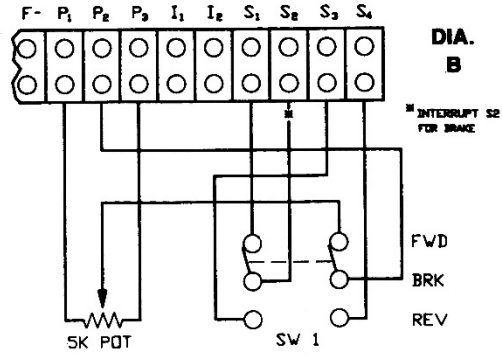 F- P1 P2 P3 I1 I2 S1 S2 S3 S4
DIA.
B
*
* INTERRUPT S2
FOR BRAKE
FWD
BRK
REV
5K POT
SW 1